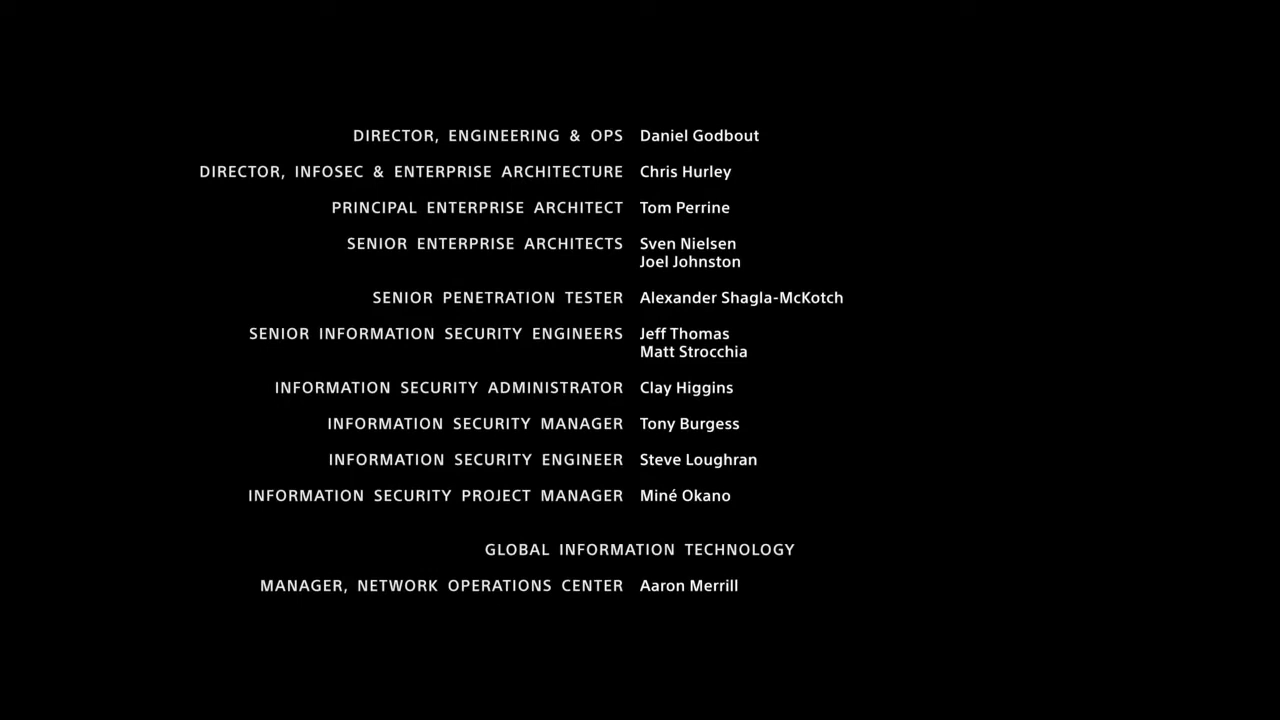 DIRECTOR, ENGINEERING & OPS Daniel Godbout
DIRECTOR, INFOSEC & ENTERPRISE ARCHITECTURE Chris Hurley
PRINCIPAL ENTERPRISE ARCHITECT Tom Perrine
SENIOR ENTERPRISE ARCHITECTS Sven Nielsen
Joel Johnston
SENIOR PENETRATION TESTER Alexander Shagla-McKotch
SENIOR INFORMATION SECURITY ENGINEERS Jeff Thomas
Matt Strocchia
INFORMATION SECURITY ADMINISTRATOR Clay Higgins
INFORMATION SECURITY MANAGER Tony Burgess
INFORMATION SECURITY ENGINEER Steve Loughran
INFORMATION SECURITY PROJECT MANAGER Miné Okano
GLOBAL INFORMATION TECHNOLOGY
MANAGER, NETWORK OPERATIONS CENTER Aaron Merrill